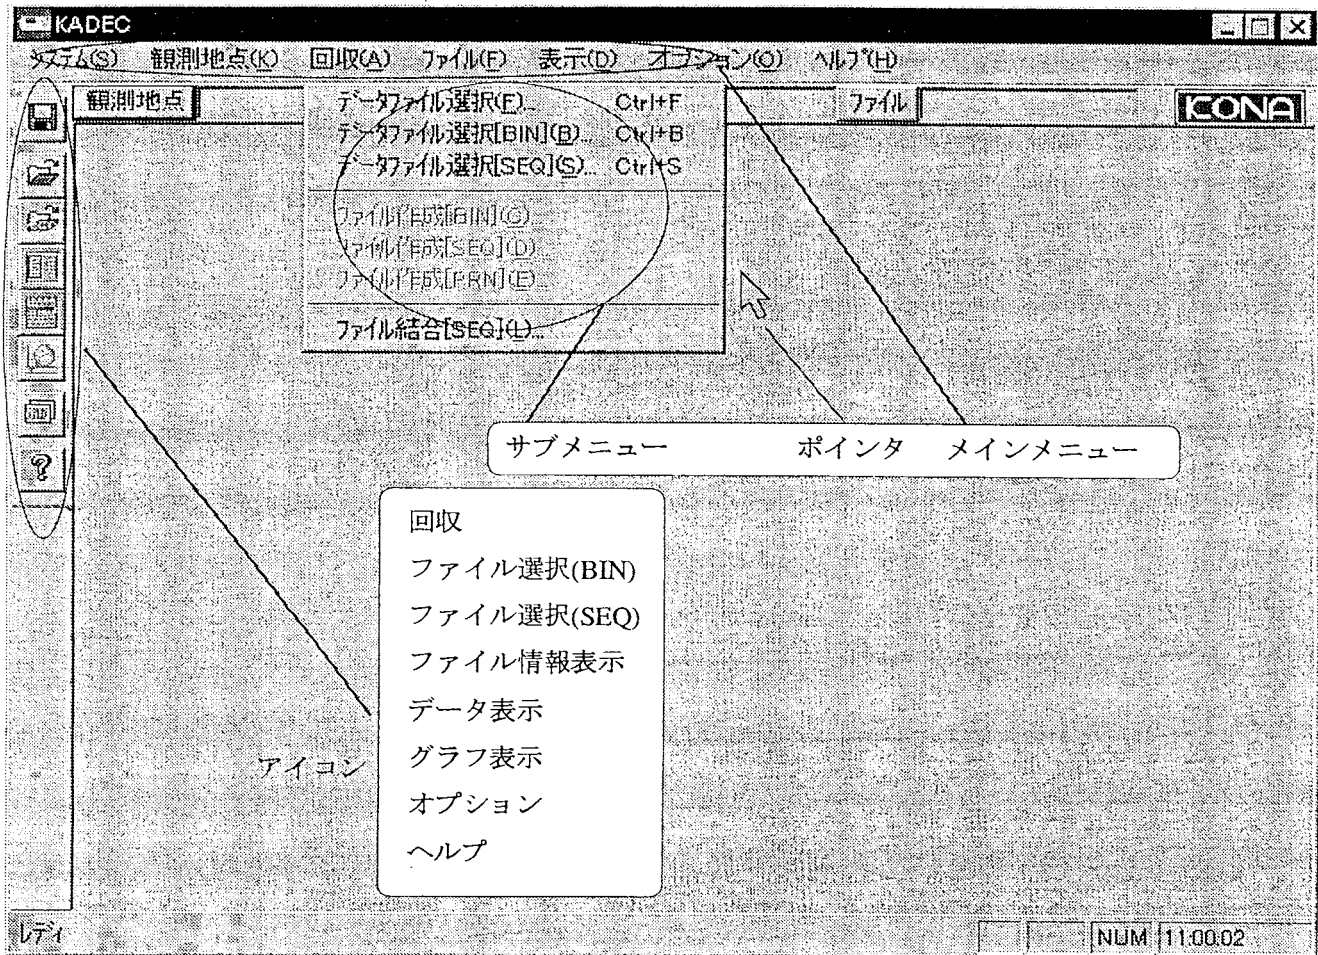 KADEC
システム(S) 観測地点(K) 回収(A) ファイル(F) 表示(D) オプション(O) ヘルプ(H)
観測地点 ファイル KONA
データファイル選択(F)... Ctrl+F
データファイル選択[BIN](B)... Ctrl+B
データファイル選択[SEQ](S)... Ctrl+S
ファイル作成[BIN](C)...
ファイル作成[SEQ](D)...
ファイル作成[PRN](E)...
ファイル結合[SEQ](L)...
サブメニュー ポインタ メインメニュー
回収
ファイル選択(BIN)
ファイル選択(SEQ)
ファイル情報表示
データ表示
グラフ表示
オプション
ヘルプ
アイコン
レディ NUM 11:00:02